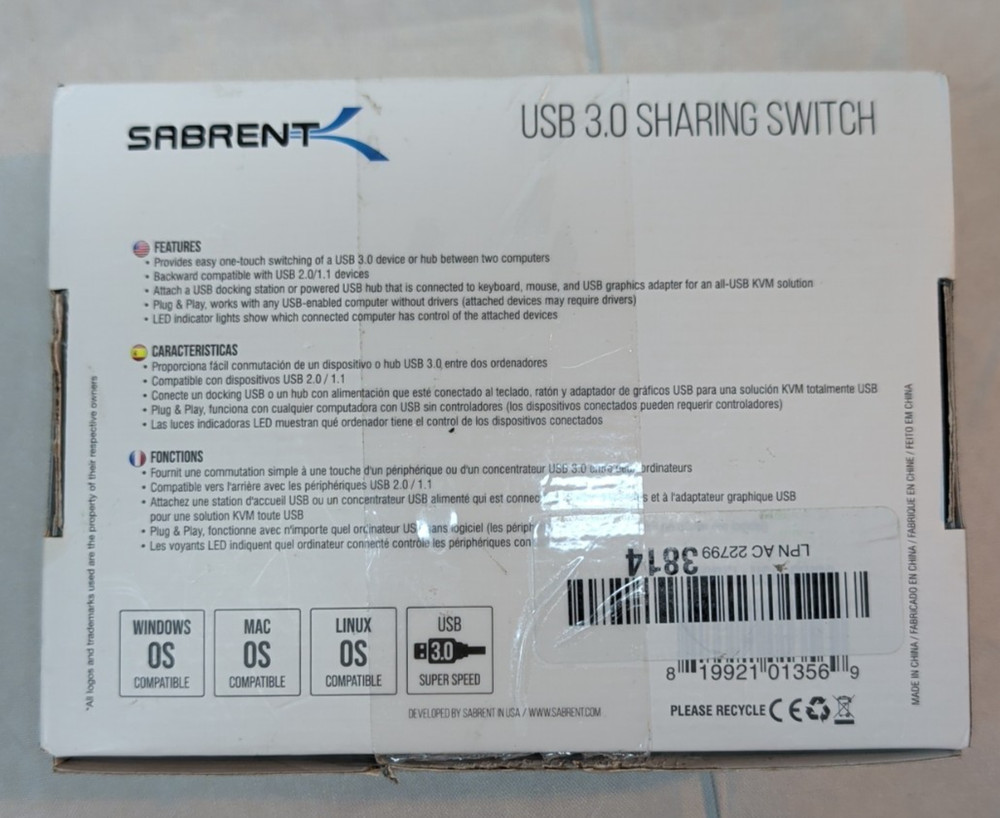 SABRENT
USB 3.0 SHARING SWITCH
FEATURES
• Provides easy one-touch switching of a USB 3.0 device or hub between two computers
• Backward compatible with USB 2.0/1.1 devices
• Attach a USB docking station or powered USB hub that is connected to keyboard, mouse, and USB graphics adapter for an all-USB KVM solution
• Plug & Play, works with any USB-enabled computer without drivers (attached devices may require drivers)
• LED indicator lights show which connected computer has control of the attached devices
CARACTERISTICAS
• Proporciona fácil conmutación de un dispositivo o hub USB 3.0 entre dos ordenadores
• Compatible con dispositivos USB 2.0 / 1.1
• Conecte un docking USB o un hub con alimentación que esté conectado al teclado, ratón y adaptador de gráficos USB para una solución KVM totalmente USB
• Plug & Play, funciona con cualquier computadora con USB sin controladores (los dispositivos conectados pueden requerir controladores)
• Las luces indicadoras LED muestran qué ordenador tiene el control de los dispositivos conectados
FONCTIONS
• Fournit une commutation simple à une touche d'un périphérique ou d'un concentrateur USB 3.0 ordinateurs
• Compatible vers l'arrière avec les périphériques USB 2.0 / 1.1
• Attachez une station d'accueil USB ou un concentrateur USB alimenté qui est connec s et à l'adaptateur graphique USB
pour une solution KVM toute USB
• Plug & Play, fonctionne avec n'importe quel ordinateur US sans logiciel (les périph
• Les voyants LED indiquent quel ordinateur connecté contrôle les périphériques con
LPN AC 22799 3814
WINDOWS
OS
COMPATIBLE
MAC
OS
COMPATIBLE
LINUX
OS
COMPATIBLE
USB
3.0
SUPER SPEED
8 19921 01356 9
DEVELOPED BY SABRENT IN USA / WWW.SABRENT.COM
PLEASE RECYCLE CE
*All logos and trademarks used are the property of their respective owners
MADE IN CHINA / FABRICADO EN CHINA / FABRIQUE EN CHINE / FEITO EM CHINA